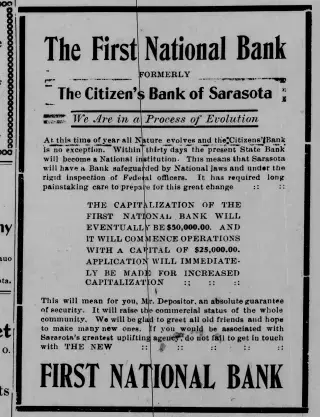 The First National Bank
FORMERLY
The Citizen's Bank of Sarasota
We Are in a Process of Evolution
At this time of year all Nature evolves and the Citizens' Bank
is no exception. Within thirty days the present State Bank
will become a National institution. This means that Sarasota
will have a Bank safeguarded by National laws and under the
rigid inspection of Federal officers. It has required long
painstaking care to prepare for this great change :: ::
THE CAPITALIZATION OF THE
FIRST NATIONAL BANK WILL
EVENTUALLY BE $50,000.00. AND
IT WILL COMMENCE OPERATIONS
WITH A CAPITAL OF $25,000.00.
APPLICATION WILL IMMEDIATE-
LY BE MADE FOR INCREASED
CAPITALIZATION :: :: ::
This will mean for you, Mr. Depositor, an absolute guarantee
of security. It will raise the commercial status of the whole
community. We will be glad to greet all old friends and hope
to make many new ones. If you would be associated with
Sarasota's greatest uplifting agency, do not fail to get in touch
with THE NEW :: :: :: ::
FIRST NATIONAL BANK
ny
nuo
ota.
et
O.
ts